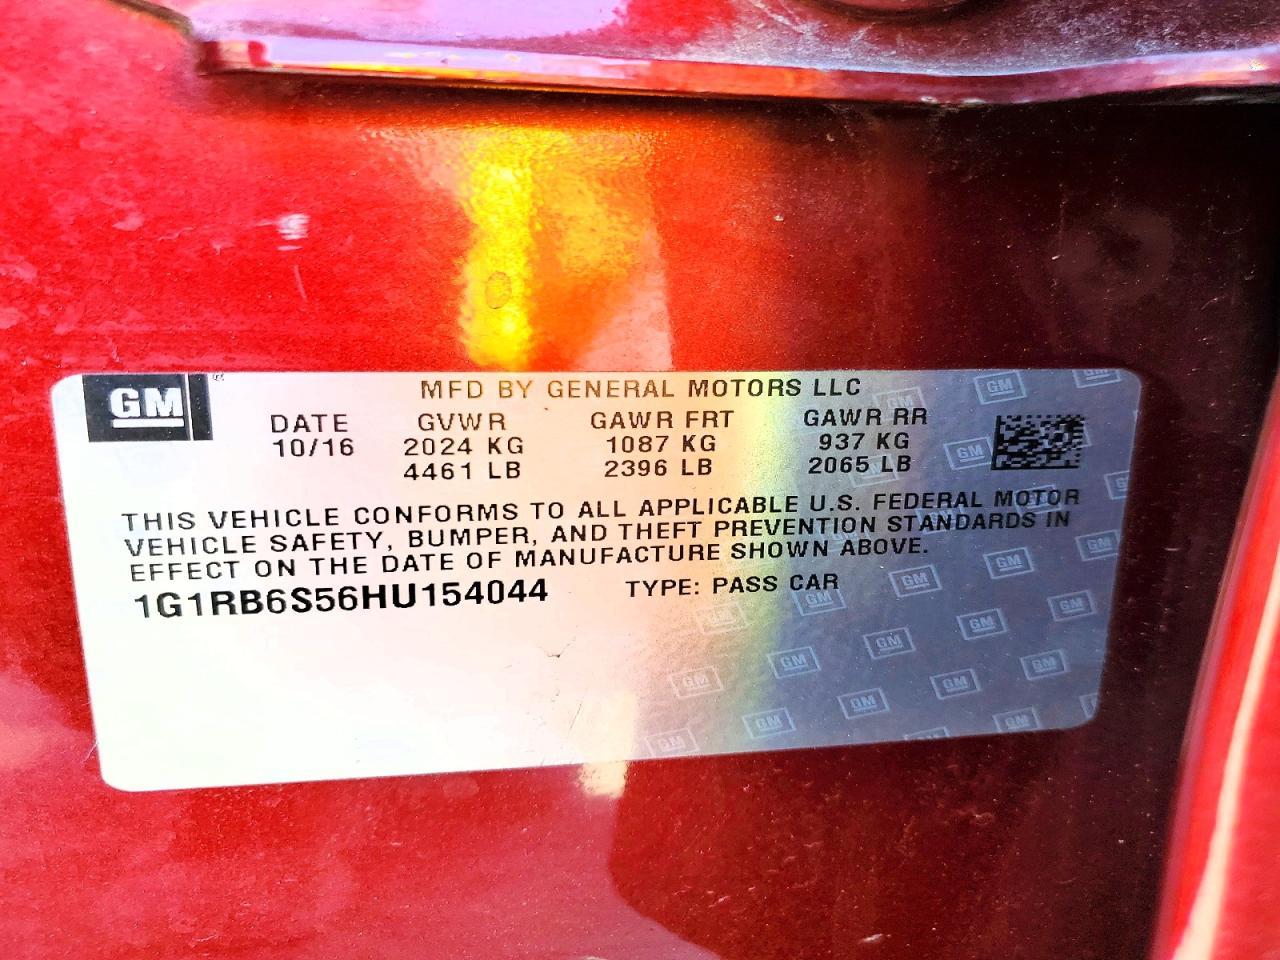 GM
MFD BY GENERAL MOTORS LLC
DATE GVWR GAWR FRT GAWR RR
10/16 2024 KG 1087 KG 937 KG
4461 LB 2396 LB 2065 LB
THIS VEHICLE CONFORMS TO ALL APPLICABLE U.S. FEDERAL MOTOR
VEHICLE SAFETY, BUMPER, AND THEFT PREVENTION STANDARDS IN
EFFECT ON THE DATE OF MANUFACTURE SHOWN ABOVE.
1G1RB6S56HU154044 TYPE: PASS CAR